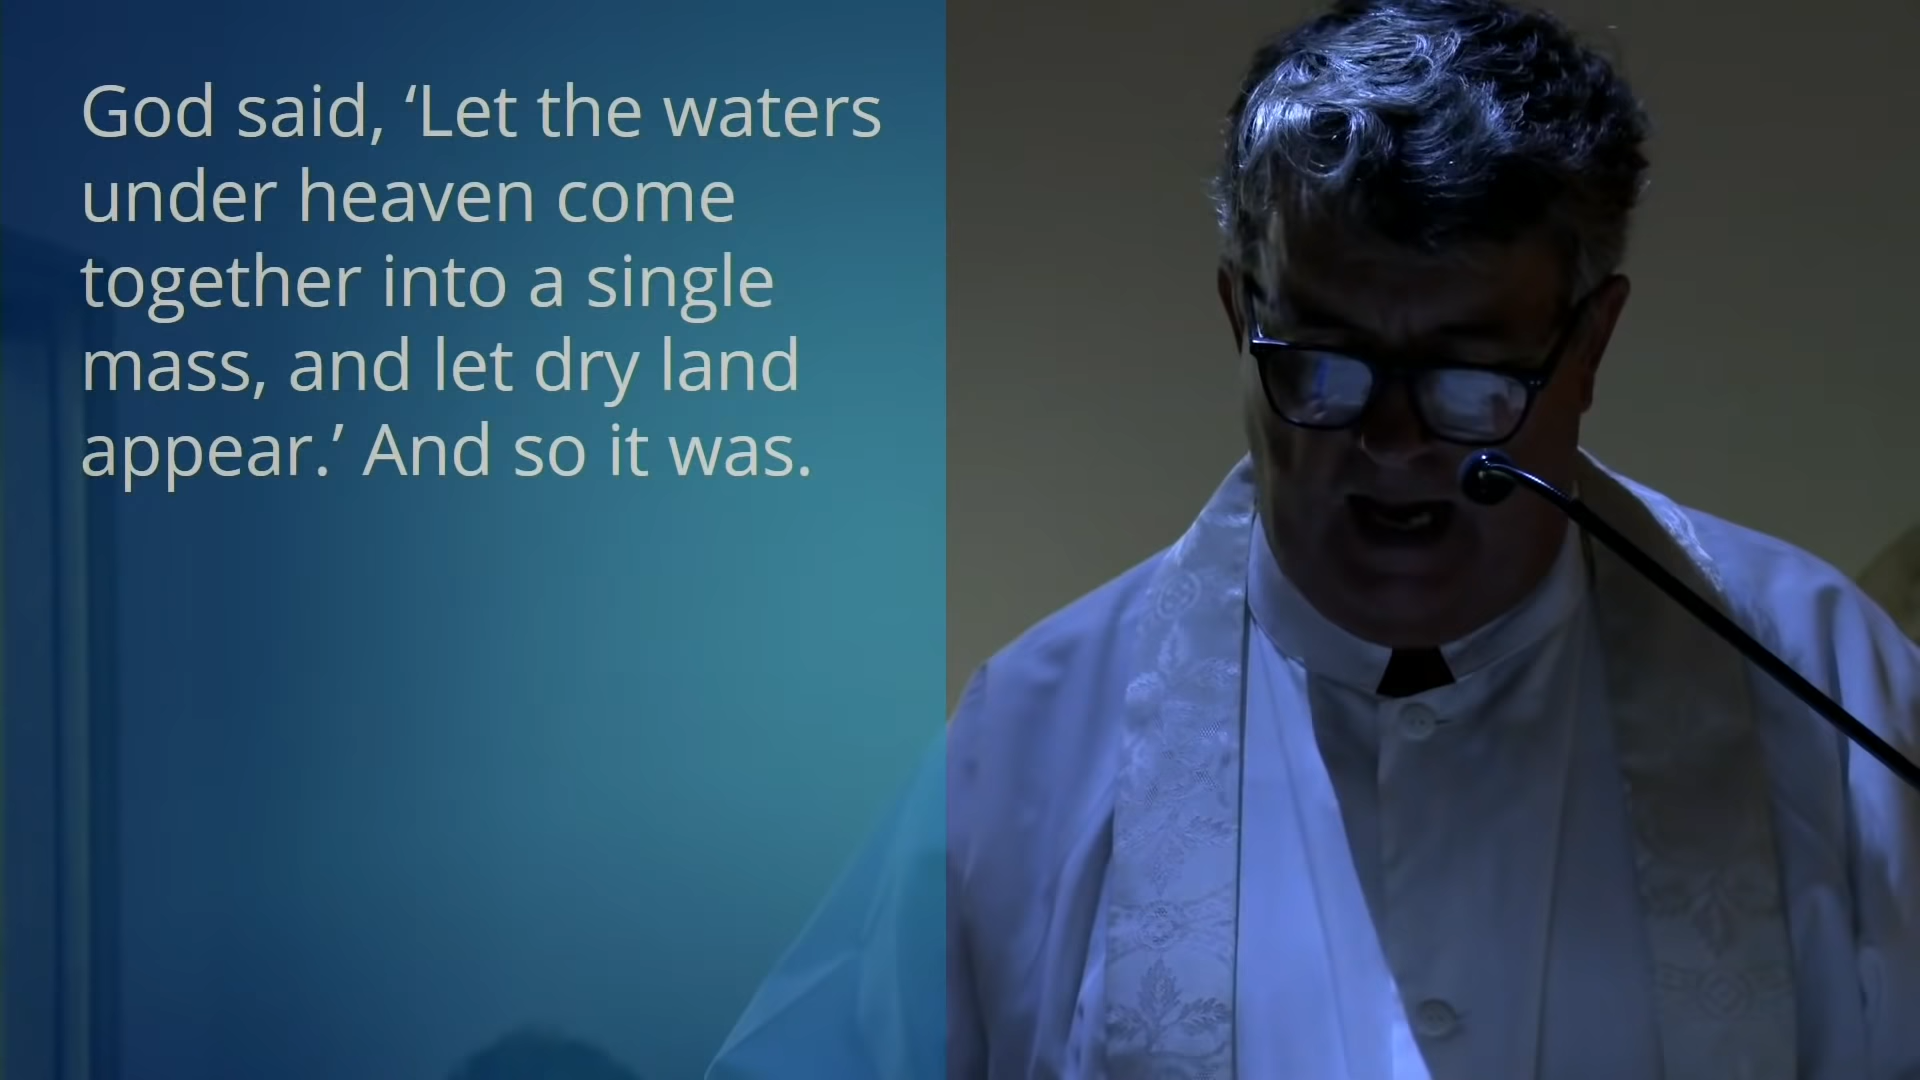 God said, ‘Let the waters
under heaven come
together into a single
mass, and let dry land
appear.’ And so it was.